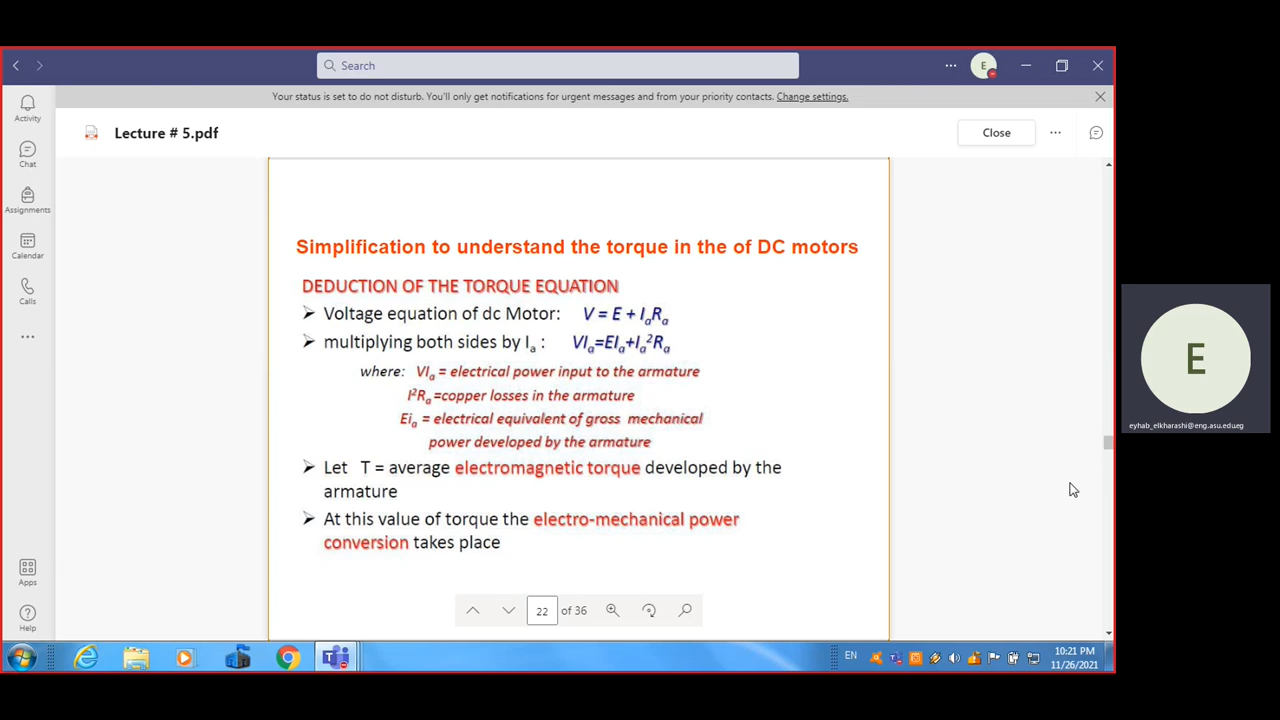 Search
E
Your status is set to do not disturb. You'll only get notifications for urgent messages and from your priority contacts. Change settings.
Activity
Chat
Assignments
Calendar
Calls
Apps
Help
Lecture # 5.pdf
Close
Simplification to understand the torque in the of DC motors
DEDUCTION OF THE TORQUE EQUATION
➢ Voltage equation of dc Motor: V = E + IaRa
➢ multiplying both sides by Ia : VIa=EIa+Ia²Ra
where: VIa = electrical power input to the armature
I²Ra =copper losses in the armature
Eia = electrical equivalent of gross mechanical
power developed by the armature
➢ Let T = average electromagnetic torque developed by the
armature
➢ At this value of torque the electro-mechanical power
conversion takes place
22 of 36
E
eyhab_elkharashi@eng.asu.edu.eg
EN
10:21 PM
11/26/2021